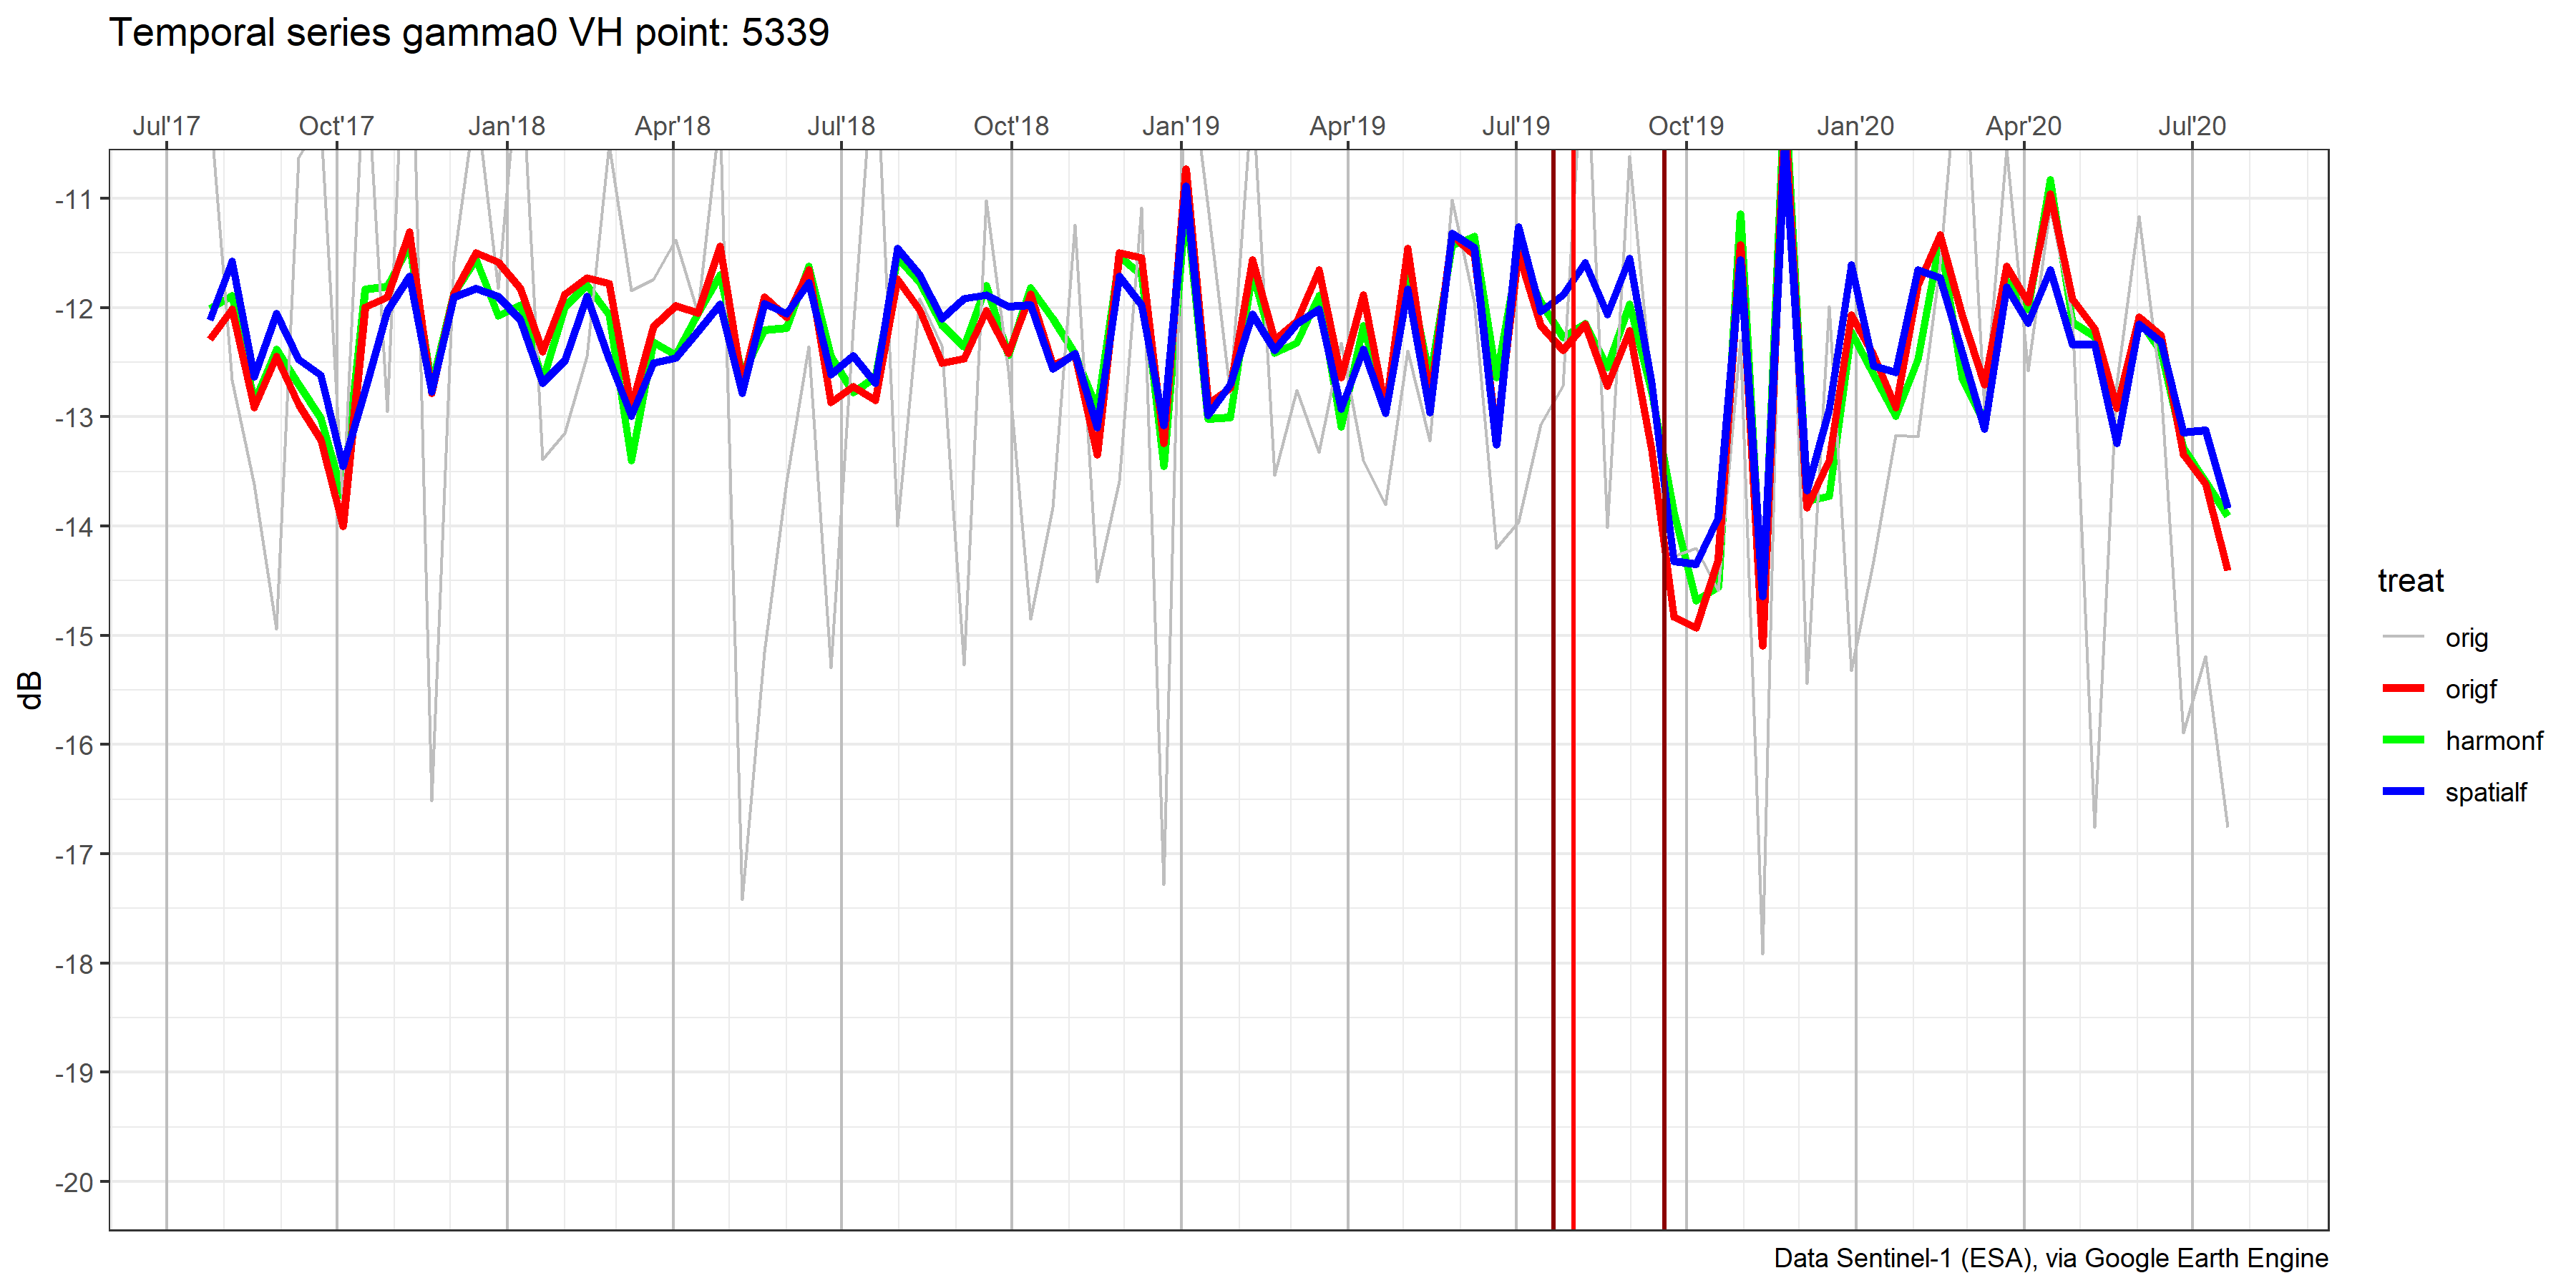 Temporal series gamma0 VH point: 5339
Jul'17 Oct'17 Jan'18 Apr'18 Jul'18 Oct'18 Jan'19 Apr'19 Jul'19 Oct'19 Jan'20 Apr'20 Jul'20
-11
-12
-13
-14
-15
-16
-17
-18
-19
-20
dB
treat
orig
origf
harmonf
spatialf
Data Sentinel-1 (ESA), via Google Earth Engine